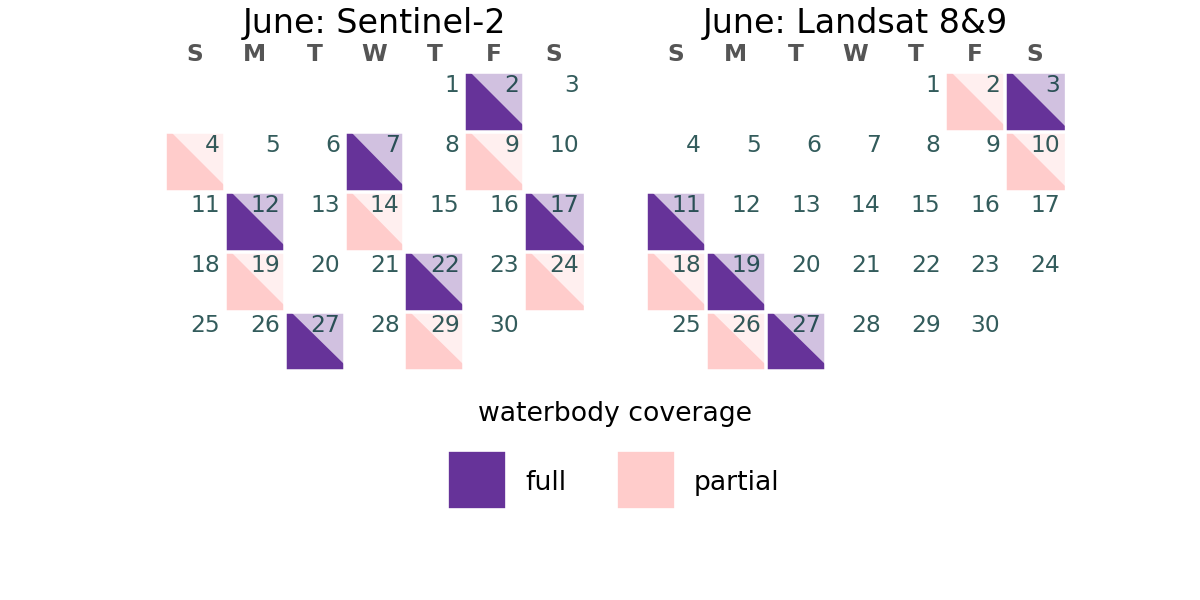 June: Sentinel-2
S M T W T F S
1 2 3
4 5 6 7 8 9 10
11 12 13 14 15 16 17
18 19 20 21 22 23 24
25 26 27 28 29 30
June: Landsat 8&9
S M T W T F S
1 2 3
4 5 6 7 8 9 10
11 12 13 14 15 16 17
18 19 20 21 22 23 24
25 26 27 28 29 30
waterbody coverage
full partial